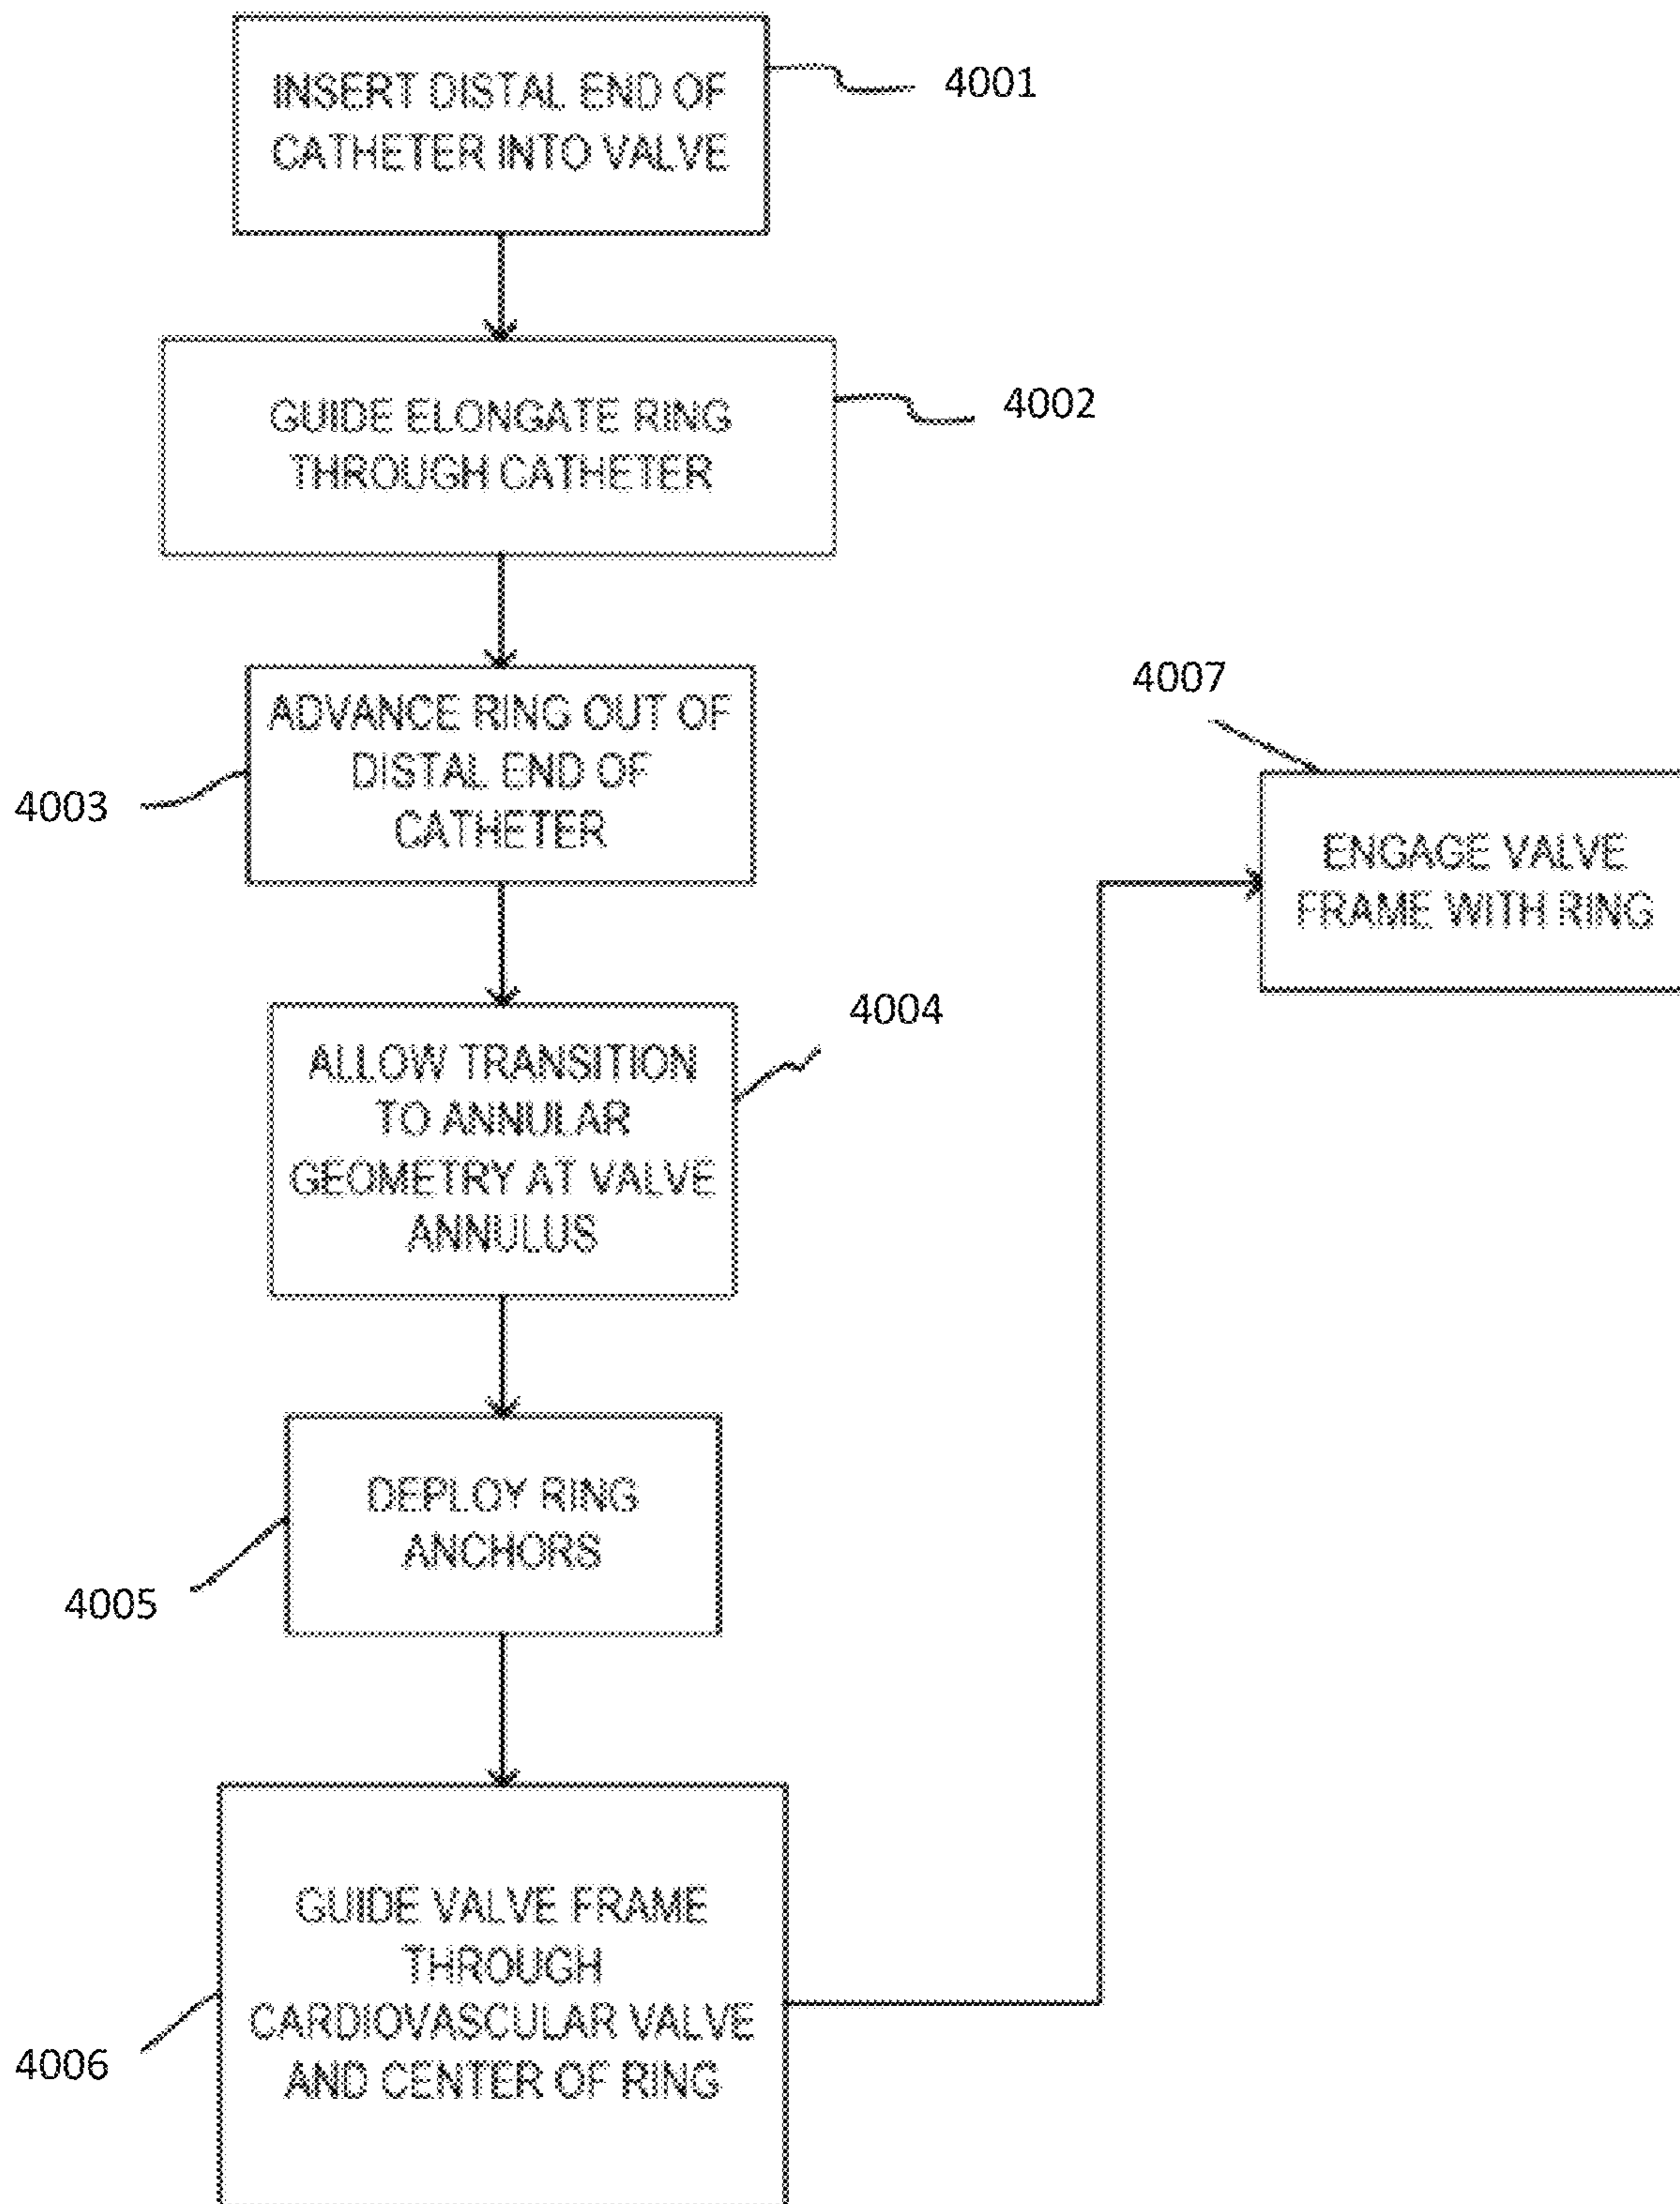 INSERT DISTAL END OF
CATHETER INTO VALVE
4001
GUIDE ELONGATE RING
THROUGH CATHETER
4002
ADVANCE RING OUT OF
DISTAL END OF
CATHETER
4003
ALLOW TRANSITION
TO ANNULAR
GEOMETRY AT VALVE
ANNULUS
4004
DEPLOY RING
ANCHORS
4005
GUIDE VALVE FRAME
THROUGH
CARDIOVASCULAR VALVE
AND CENTER OF RING
4006
4007
ENGAGE VALVE
FRAME WITH RING